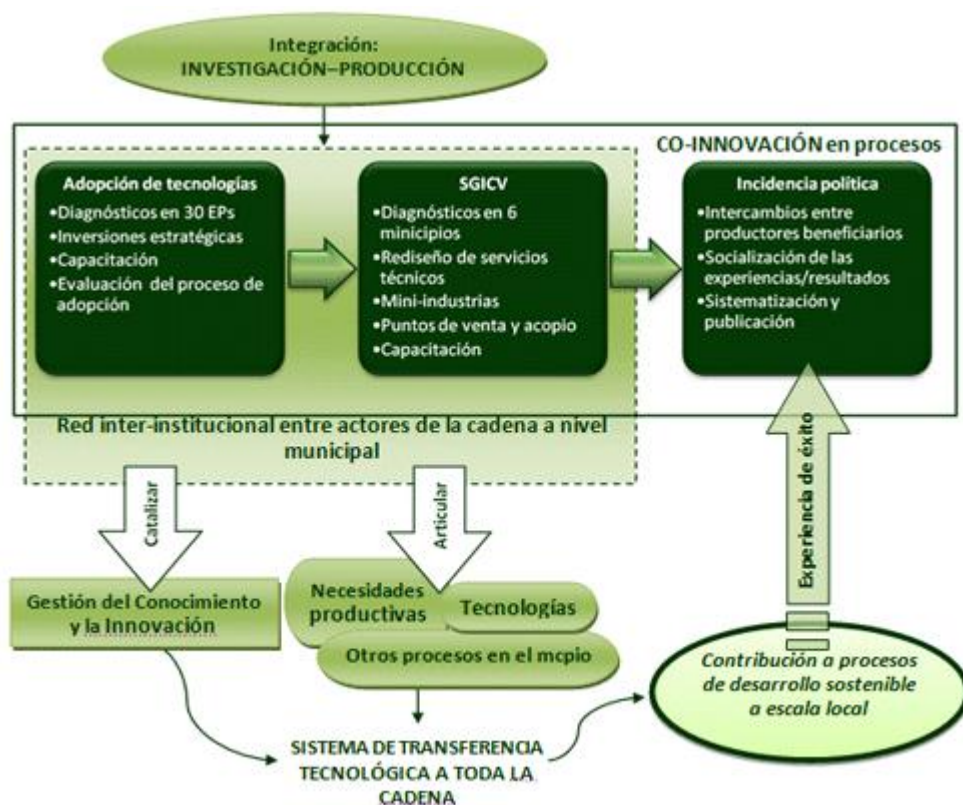 Integración:
INVESTIGACIÓN–PRODUCCIÓN
CO-INNOVACIÓN en procesos
Adopción de tecnologías
•Diagnósticos en 30 EPs
•Inversiones estratégicas
•Capacitación
•Evaluación del proceso de
adopción
SGICV
•Diagnósticos en 6
minicipios
•Rediseño de servicios
técnicos
•Mini-industrias
•Puntos de venta y acopio
•Capacitación
Incidencia política
•Intercambios entre
productores beneficiarios
•Socialización de las
experiencias/resultados
•Sistematización y
publicación
Red inter-institucional entre actores de la cadena a nivel
municipal
Catalizar
Articular
Experiencia de éxito
Gestión del Conocimiento
y la Innovación
Necesidades
productivas
Tecnologías
Otros procesos en el mcpio
Contribución a procesos
de desarrollo sostenible
a escala local
SISTEMA DE TRANSFERENCIA
TECNOLÓGICA A TODA LA
CADENA